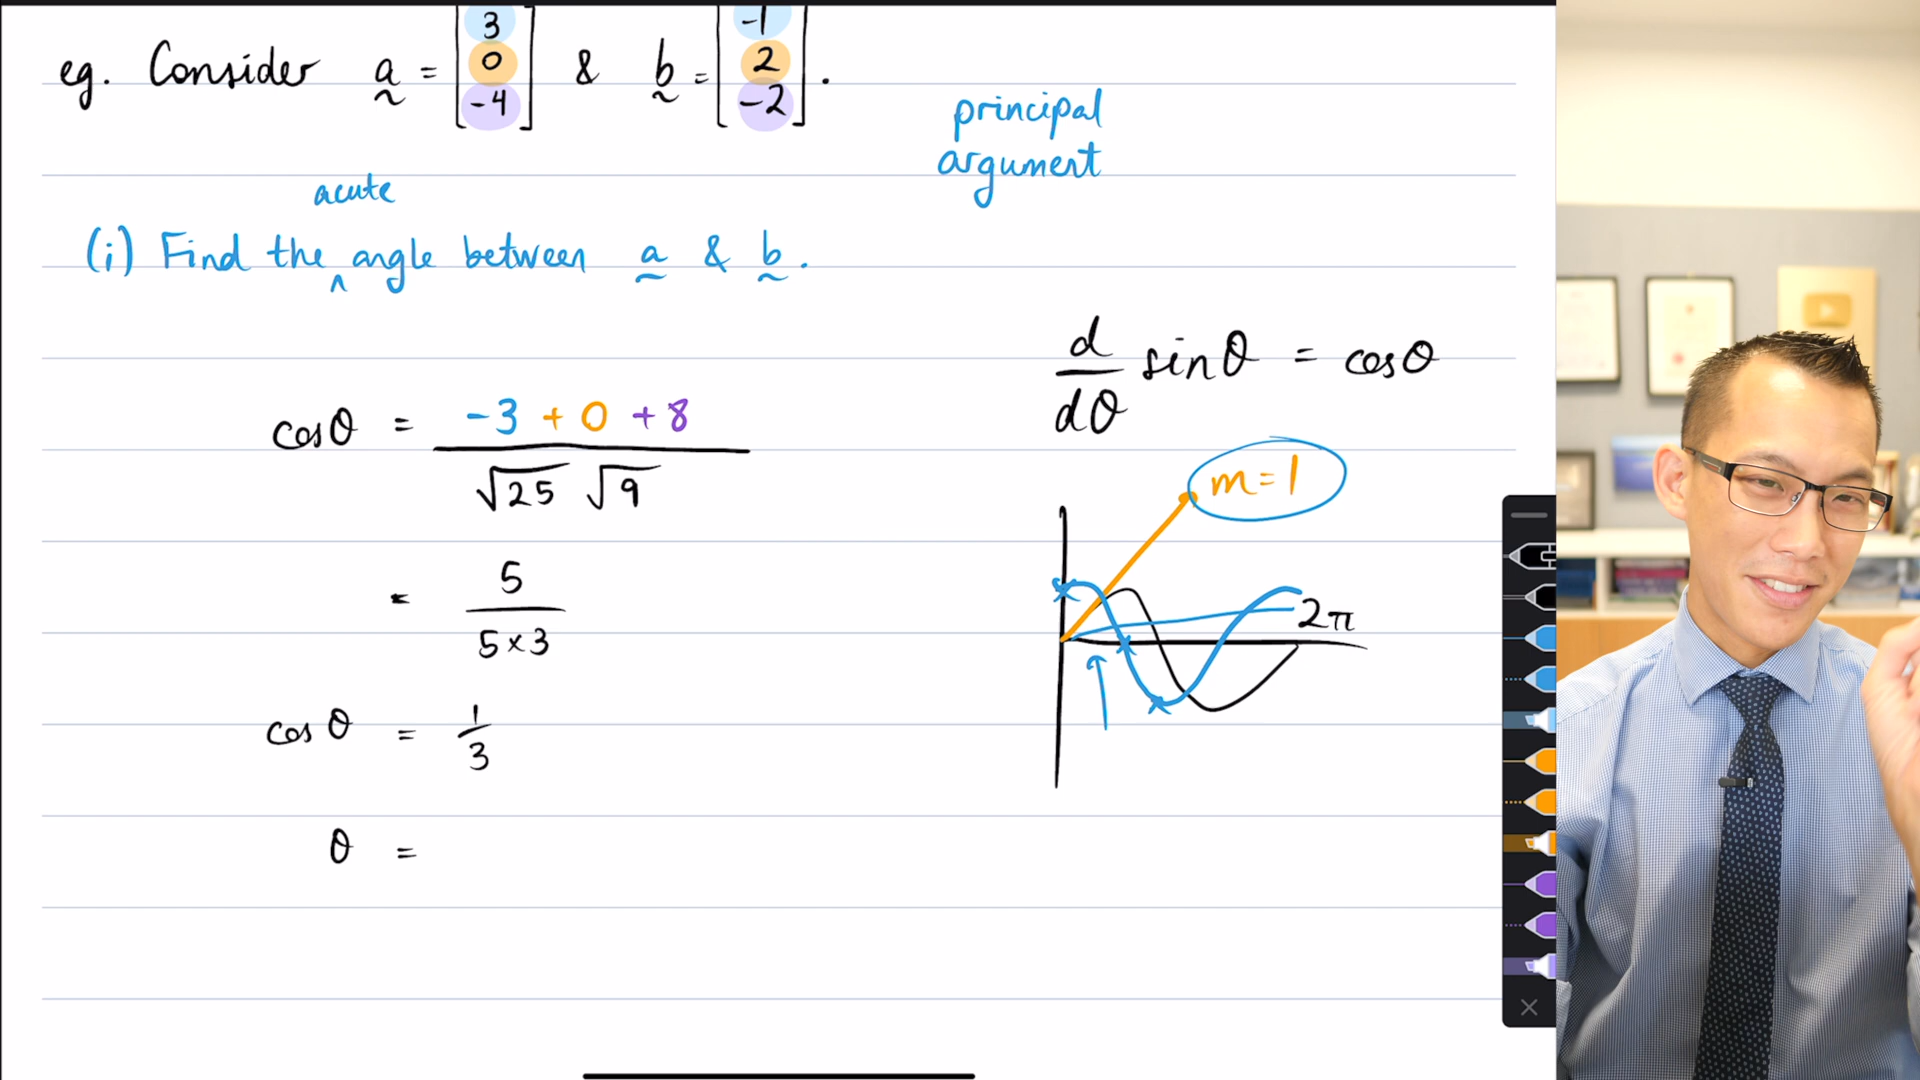 eg. Consider a = [3 0 -4] & b = [-1 2 -2].
principal
argument
acute
(i) Find the ^ angle between a & b.
d/dθ sinθ = cosθ
cosθ = -3 + 0 + 8 / √25 √9
m=1
= 5 / 5×3
2π
cosθ = 1/3
θ =